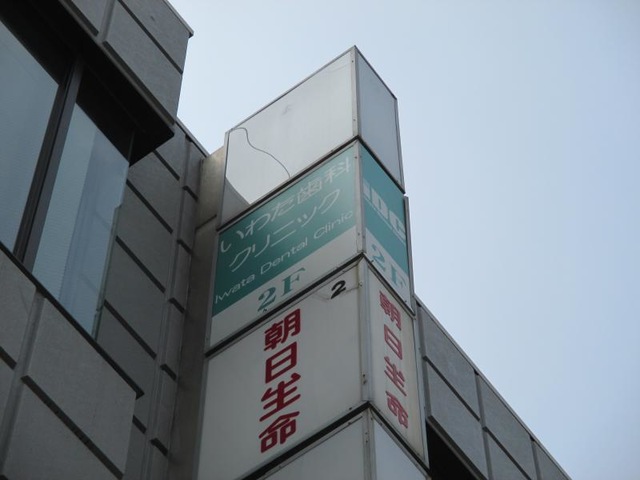 いわた歯科
クリニック
Iwata Dental Clinic
2F
IDC
2F
2
朝日生命
朝日生命